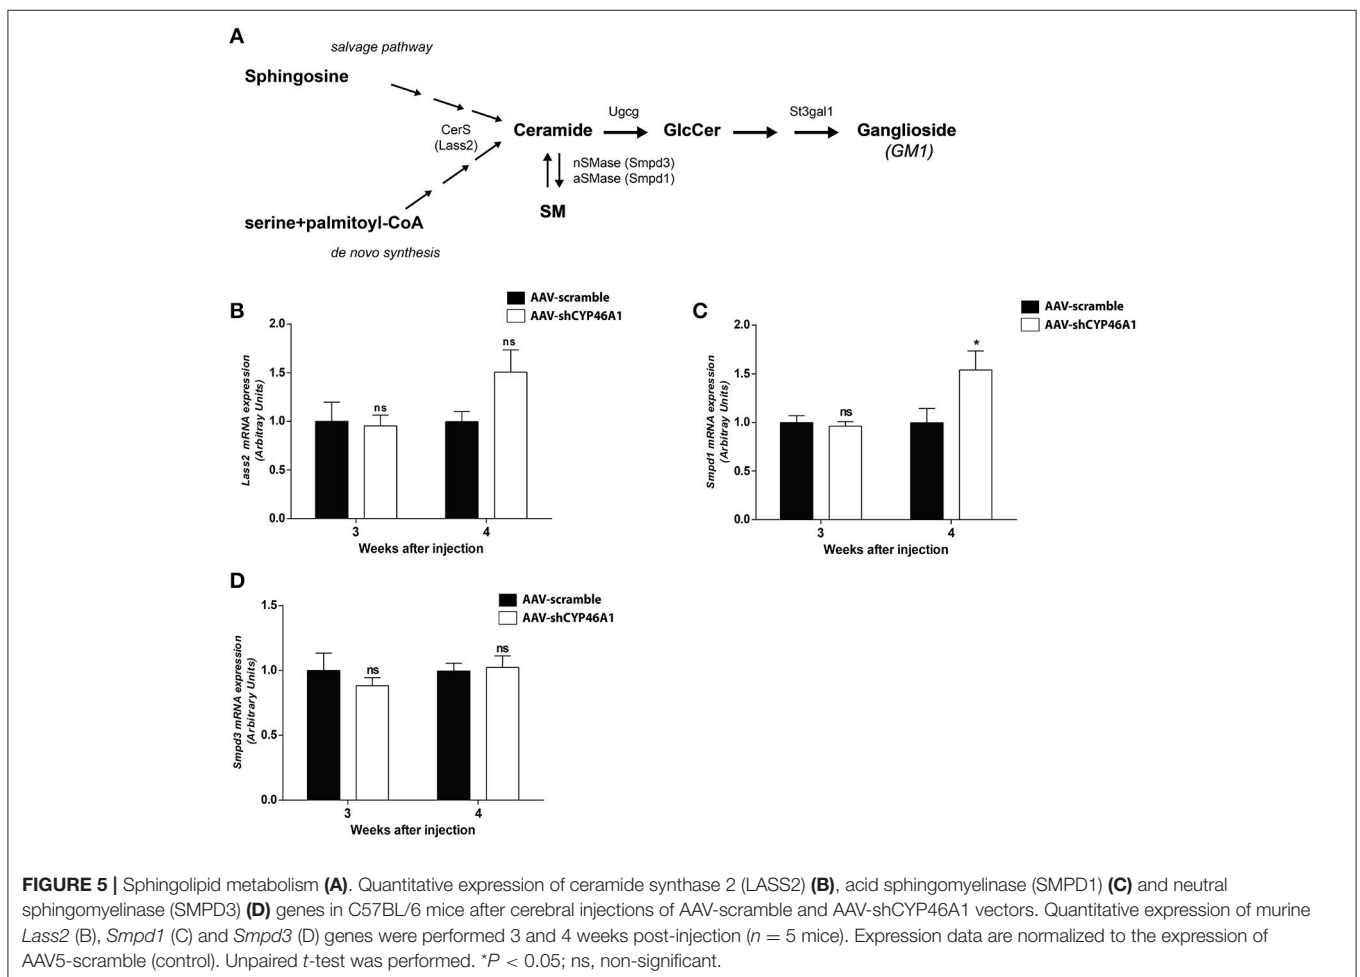 A
salvage pathway
Sphingosine
CerS
(Lass2)
Ceramide
Ugcg
GlcCer
St3gal1
Ganglioside
(GM1)
nSMase (Smpd3)
aSMase (Smpd1)
SM
serine+palmitoyl-CoA
de novo synthesis
B
AAV-scramble
AAV-shCYP46A1
Lass2 mRNA expression
(Arbitray Units)
2.0
1.5
1.0
0.5
0.0
ns
ns
3
4
Weeks after injection
C
AAV-scramble
AAV-shCYP46A1
Smpd1 mRNA expression
(Arbitray Units)
2.0
1.5
1.0
0.5
0.0
ns
*
3
4
Weeks after injection
D
AAV-scramble
AAV-shCYP46A1
Smpd3 mRNA expression
(Arbitrary Units)
1.5
1.0
0.5
0.0
ns
ns
3
4
Weeks after injection
FIGURE 5 | Sphingolipid metabolism (A). Quantitative expression of ceramide synthase 2 (LASS2) (B), acid sphingomyelinase (SMPD1) (C) and neutral
sphingomyelinase (SMPD3) (D) genes in C57BL/6 mice after cerebral injections of AAV-scramble and AAV-shCYP46A1 vectors. Quantitative expression of murine
Lass2 (B), Smpd1 (C) and Smpd3 (D) genes were performed 3 and 4 weeks post-injection (n = 5 mice). Expression data are normalized to the expression of
AAV5-scramble (control). Unpaired t-test was performed. *P < 0.05; ns, non-significant.